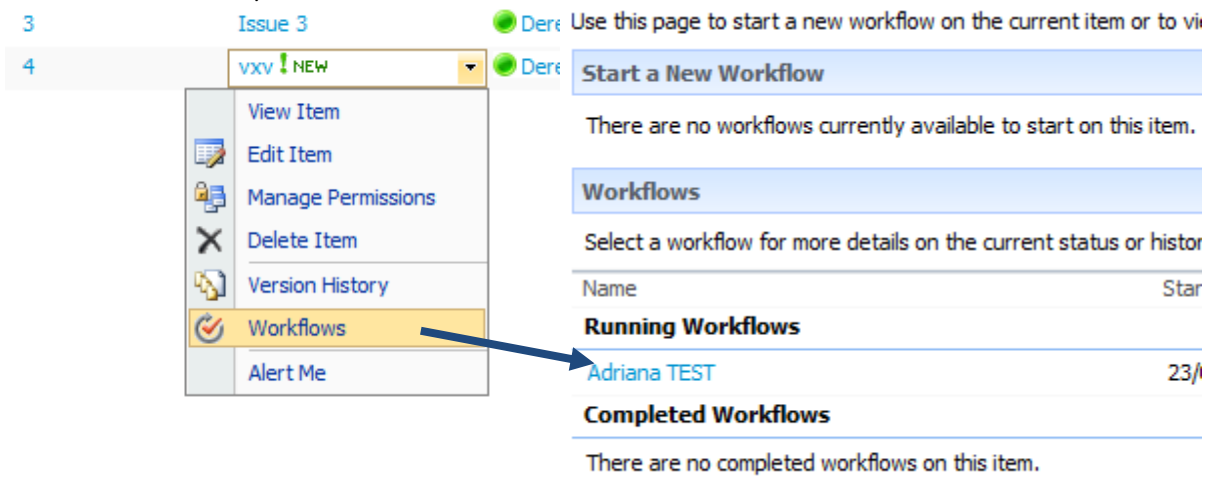 3 Issue 3 Dere
4 vxv ! NEW Dere
View Item
Edit Item
Manage Permissions
Delete Item
Version History
Workflows
Alert Me
Use this page to start a new workflow on the current item or to vi
Start a New Workflow
There are no workflows currently available to start on this item.
Workflows
Select a workflow for more details on the current status or histor
Name Star
Running Workflows
Adriana TEST 23/
Completed Workflows
There are no completed workflows on this item.